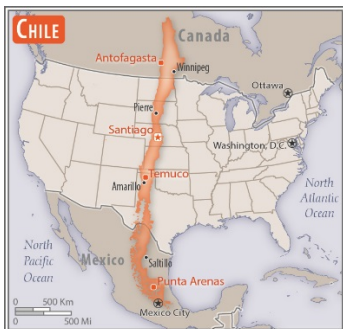 CHILE
Canada
Antofagasta
Winnipeg
Ottawa
Pierre
Santiago
Washington, D.C.
Temuco
Amarillo
North
Atlantic
Ocean
North
Pacific
Ocean
Mexico
Saltillo
Punta Arenas
Mexico City
0 500 Km
0 500 Mi